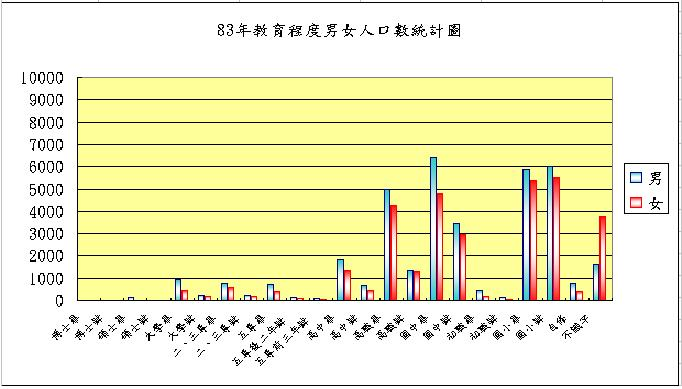 83年教育程度男女人口數統計圖
10000
9000
8000
7000
6000
5000
4000
3000
2000
1000
0
男
女
博士畢
博士肄
碩士畢
碩士肄
大學畢
大學肄
二、三專畢
二、三專肄
五專畢
五專後二年肄
五專前三年肄
高中畢
高中肄
高職畢
高職肄
國中畢
國中肄
初職畢
初職肄
國小畢
國小肄
自修
不識字